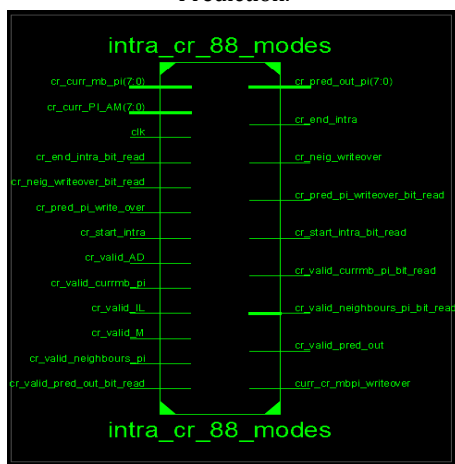 Prediction.
intra_cr_88_modes
cr_curr_mb_pi(7:0)
cr_curr_PI_AM(7:0)
clk
cr_end_intra_bit_read
cr_neig_writeover_bit_read
cr_pred_pi_write_over
cr_start_intra
cr_valid_AD
cr_valid_currmb_pi
cr_valid_IL
cr_valid_M
cr_valid_neighbours_pi
cr_valid_pred_out_bit_read
cr_pred_out_pi(7:0)
cr_end_intra
cr_neig_writeover
cr_pred_pi_writeover_bit_read
cr_start_intra_bit_read
cr_valid_currmb_pi_bit_read
cr_valid_neighbours_pi_bit_read
cr_valid_pred_out
curr_cr_mbpi_writeover
intra_cr_88_modes